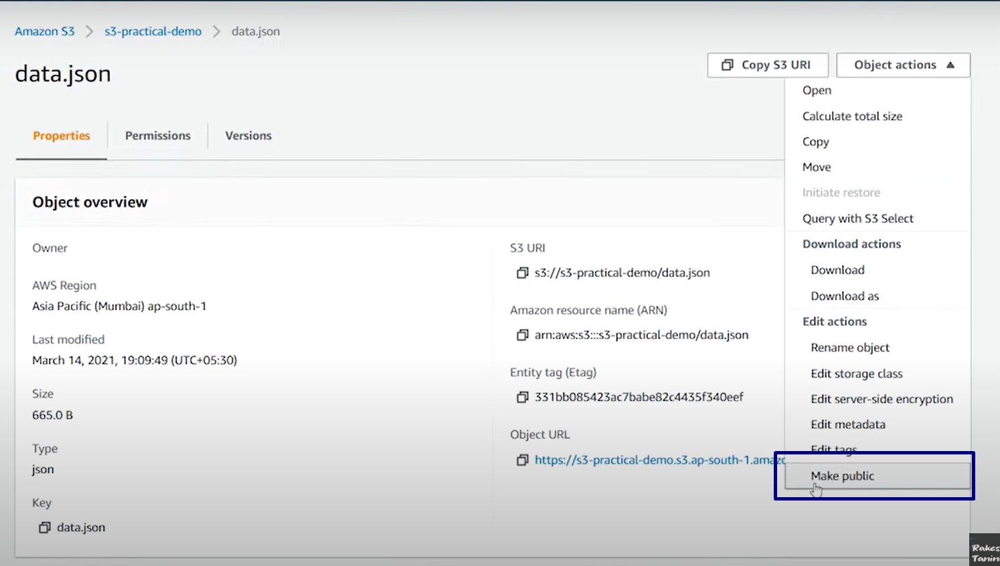 Amazon S3 > s3-practical-demo > data.json
data.json
Copy S3 URI
Object actions
Open
Calculate total size
Copy
Move
Initiate restore
Query with S3 Select
Download actions
Download
Download as
Edit actions
Rename object
Edit storage class
Edit server-side encryption
Edit metadata
Edit tags
Make public
Properties
Permissions
Versions
Object overview
Owner
AWS Region
Asia Pacific (Mumbai) ap-south-1
Last modified
March 14, 2021, 19:09:49 (UTC+05:30)
Size
665.0 B
Type
json
Key
data.json
S3 URI
s3://s3-practical-demo/data.json
Amazon resource name (ARN)
arn:aws:s3:::s3-practical-demo/data.json
Entity tag (Etag)
331bb085423ac7babe82c4435f340eef
Object URL
https://s3-practical-demo.s3.ap-south-1.amazo
Rakes
Tanin